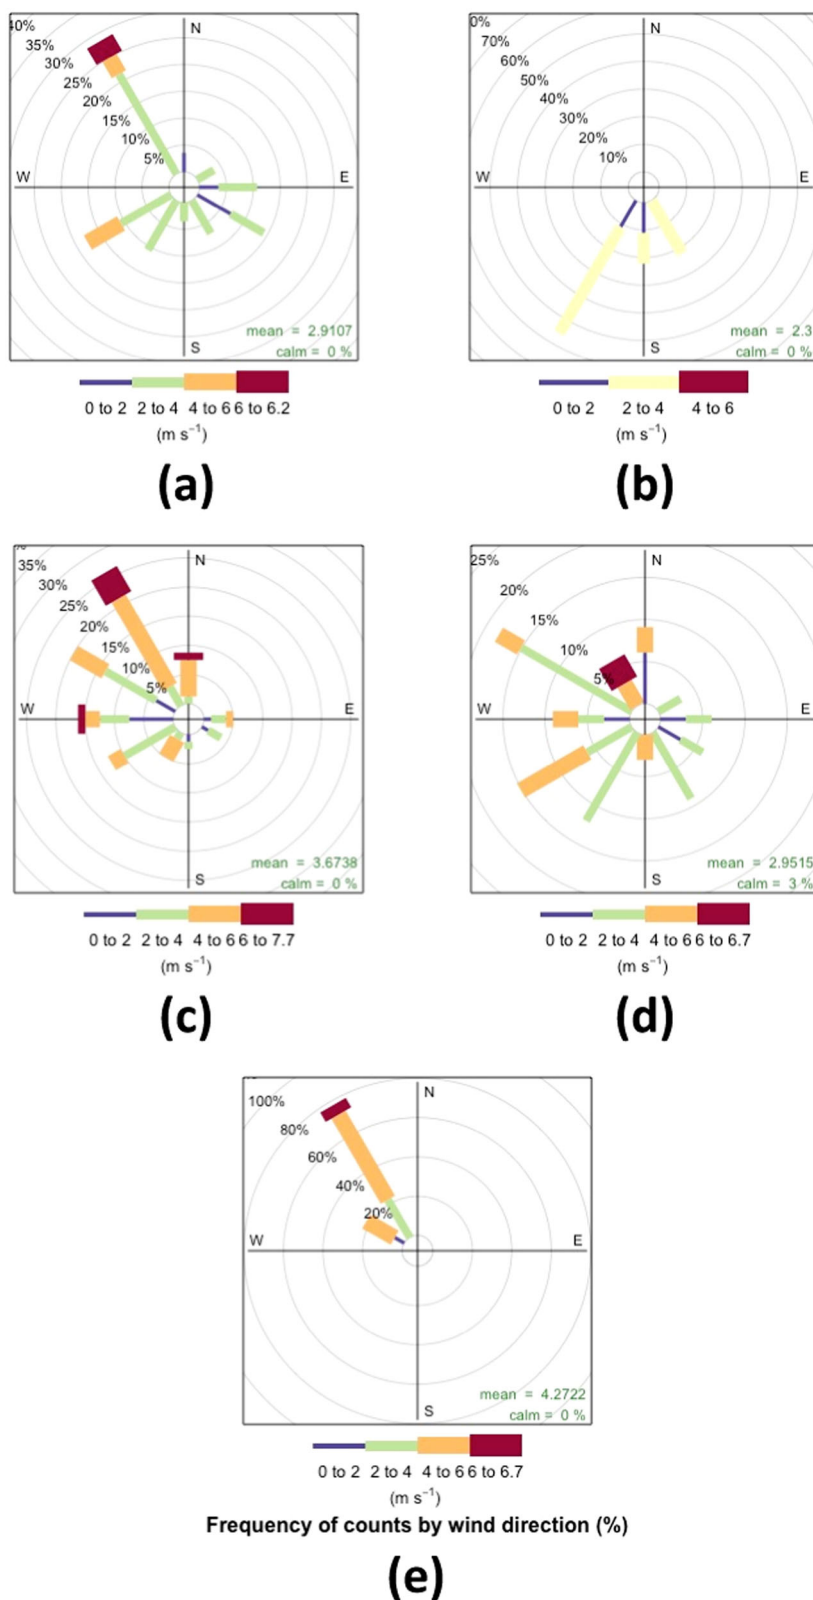 40%
35%
30%
25%
20%
15%
10%
5%
N
W
E
S
mean = 2.9107
calm = 0 %
0 to 2 2 to 4 4 to 6 6 to 6.2
(m s⁻¹)
(a)
0%
70%
60%
50%
40%
30%
20%
10%
N
W
E
S
mean = 2.3
calm = 0 %
0 to 2 2 to 4 4 to 6
(m s⁻¹)
(b)
35%
30%
25%
20%
15%
10%
5%
N
W
E
S
mean = 3.6738
calm = 0 %
0 to 2 2 to 4 4 to 6 6 to 7.7
(m s⁻¹)
(c)
25%
20%
15%
10%
5%
N
W
E
S
mean = 2.9515
calm = 3 %
0 to 2 2 to 4 4 to 6 6 to 6.7
(m s⁻¹)
(d)
100%
80%
60%
40%
20%
N
W
E
S
mean = 4.2722
calm = 0 %
0 to 2 2 to 4 4 to 6 6 to 6.7
(m s⁻¹)
Frequency of counts by wind direction (%)
(e)